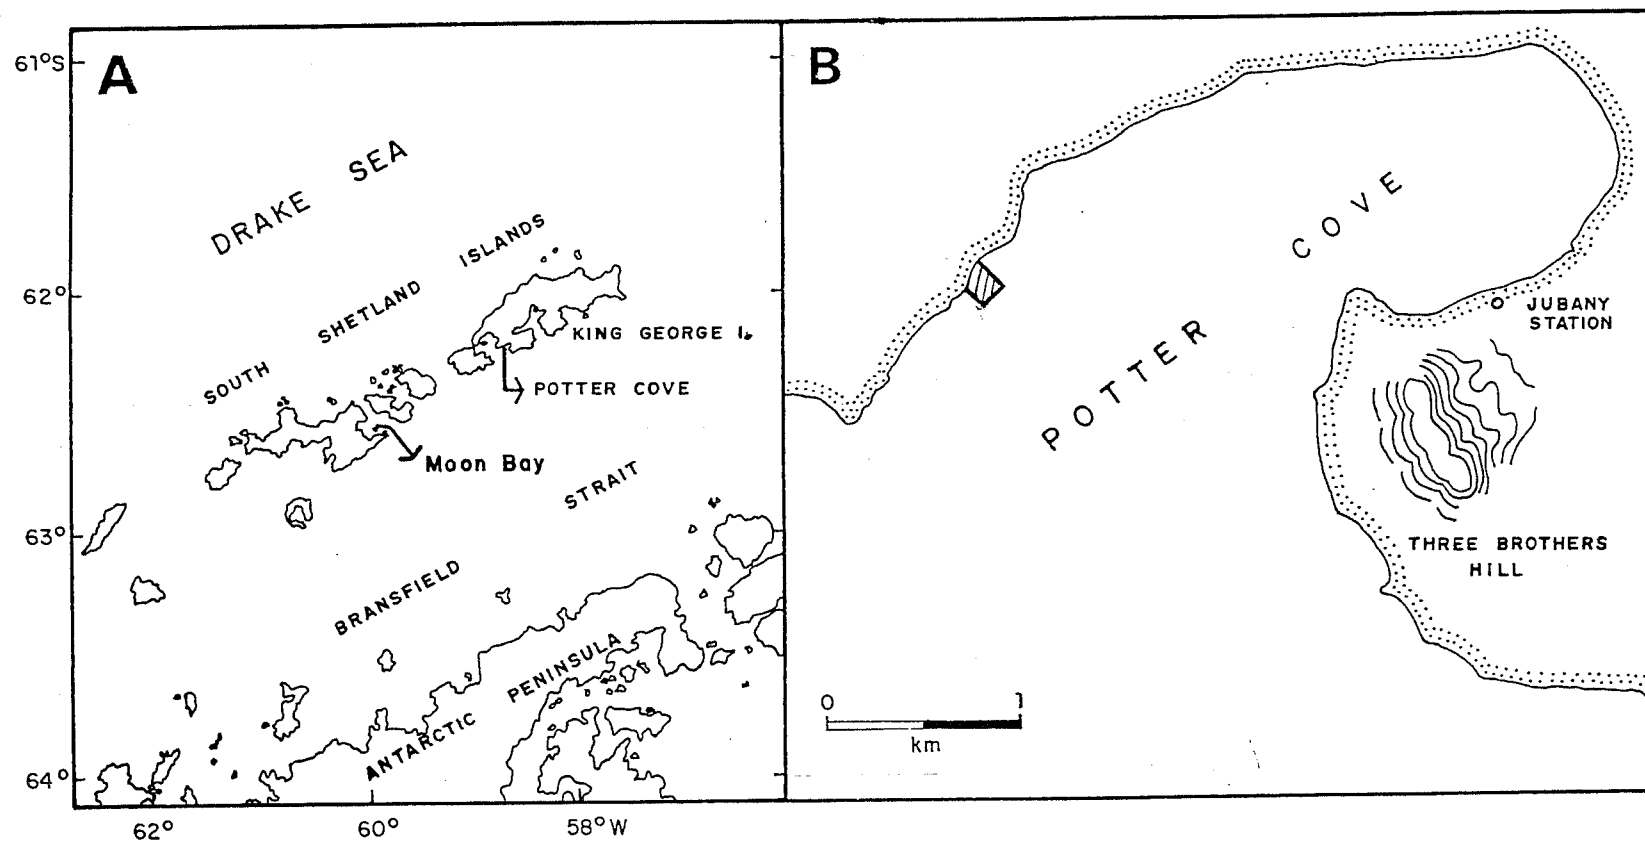 A
B
61°S
62°
63°
64°
62°
60°
58°W
DRAKE SEA
SOUTH SHETLAND ISLANDS
KING GEORGE I.
POTTER COVE
Moon Bay
BRANSFIELD STRAIT
ANTARCTIC PENINSULA
POTTER COVE
JUBANY
STATION
THREE BROTHERS
HILL
0 1
km